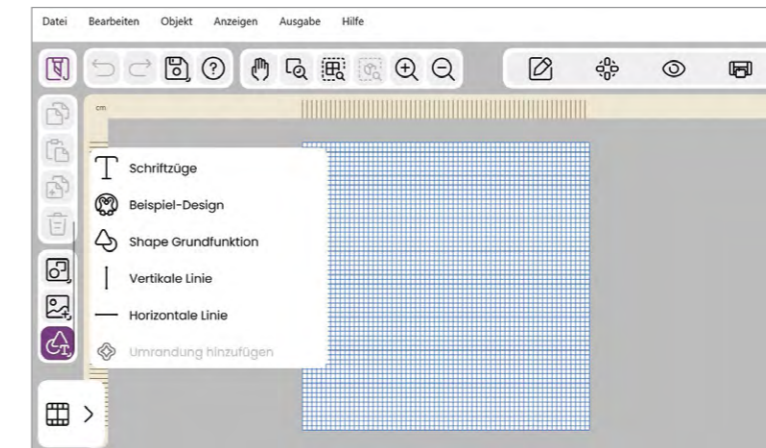 Datei Bearbeiten Objekt Anzeigen Ausgabe Hilfe
cm
Schriftzüge
Beispiel-Design
Shape Grundfunktion
Vertikale Linie
Horizontale Linie
Umrandung hinzufügen